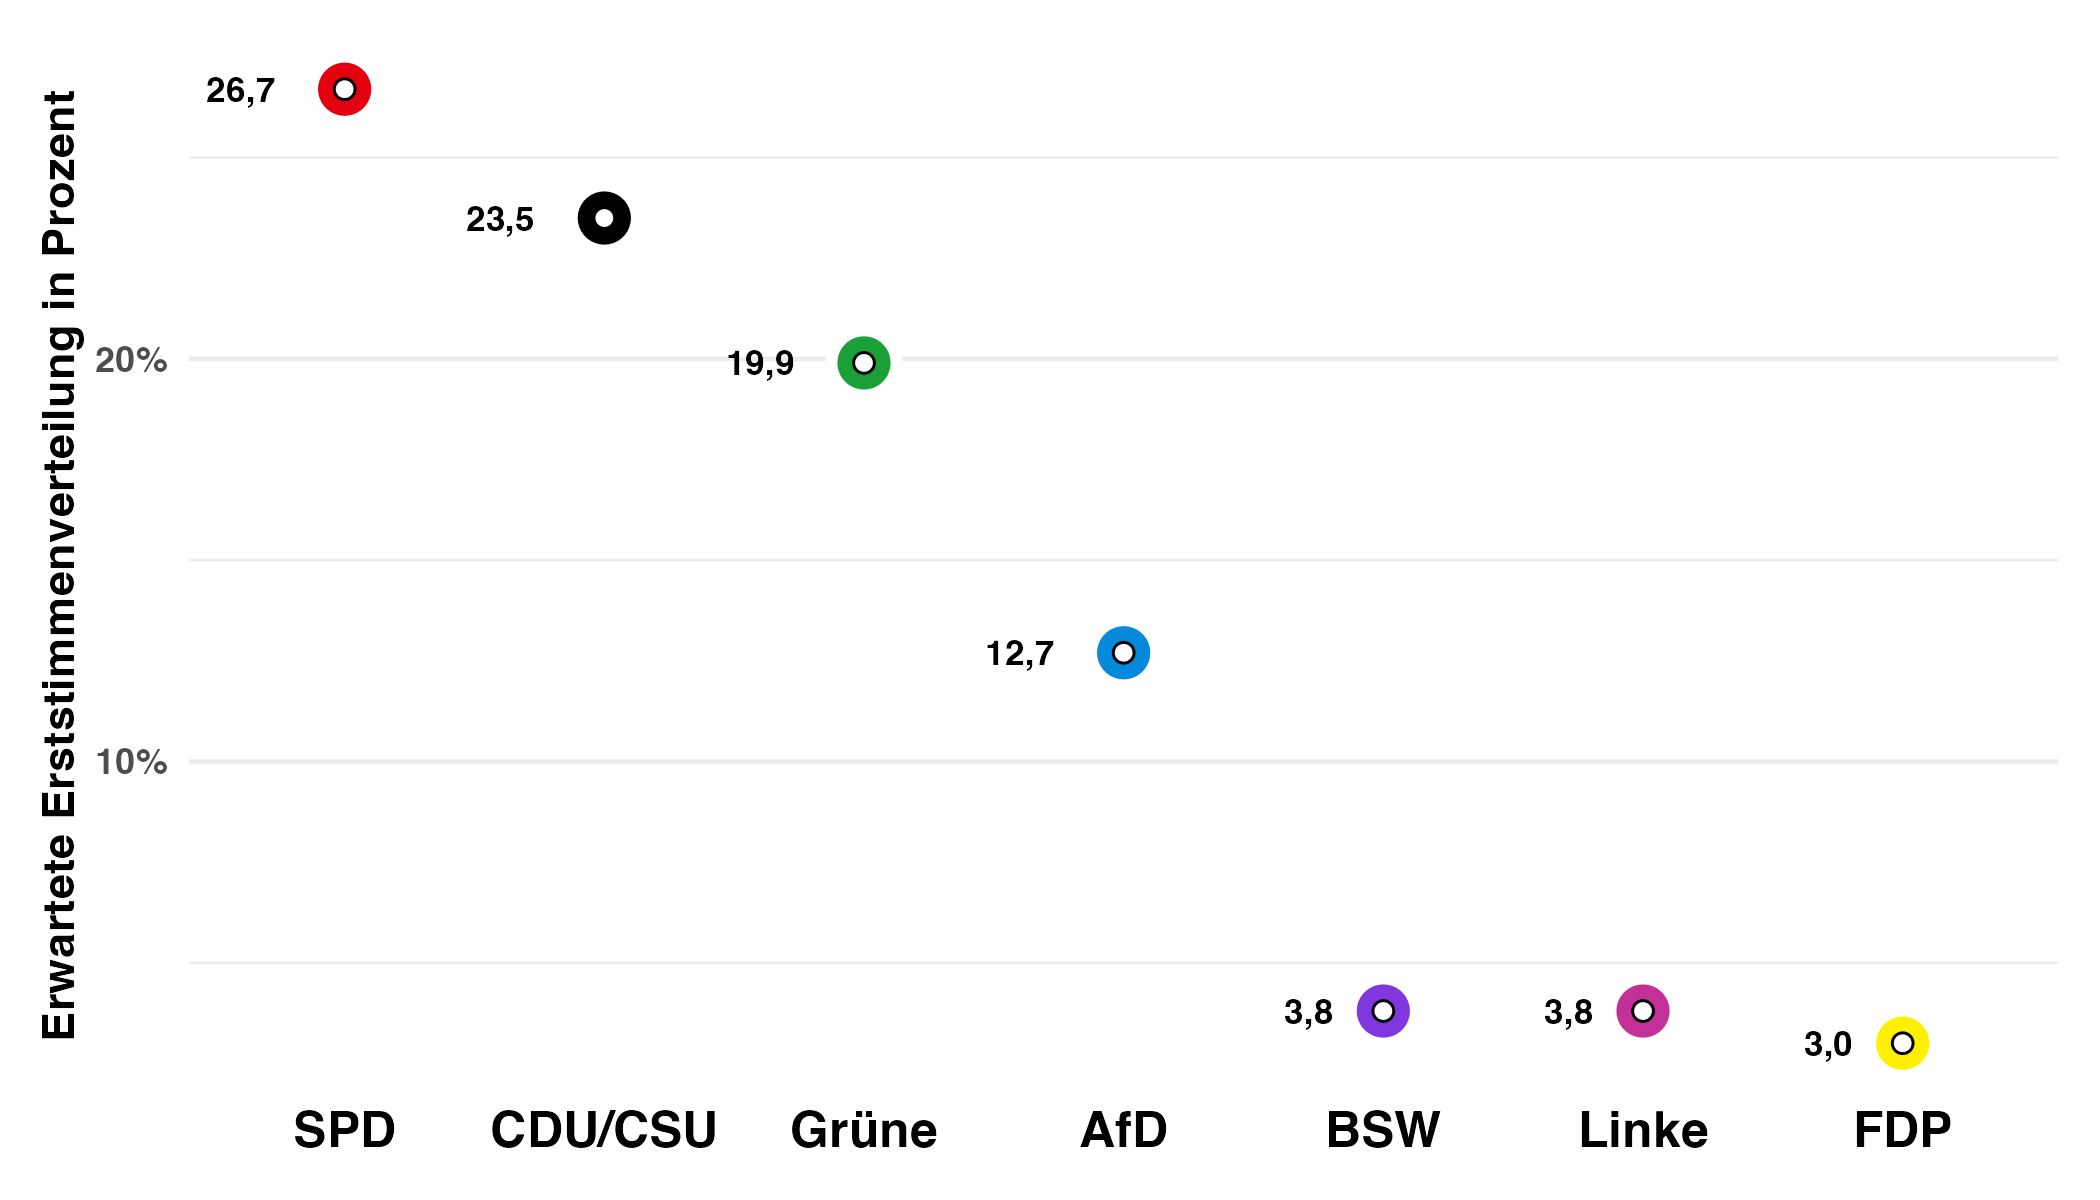 Erwartete Erststimmenverteilung in Prozent
20%
10%
26,7
23,5
19,9
12,7
3,8
3,8
3,0
SPD
CDU/CSU
Grüne
AfD
BSW
Linke
FDP